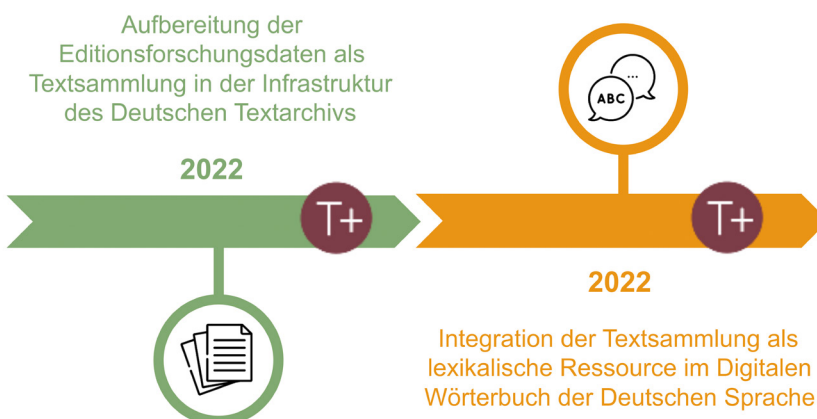 Aufbereitung der
Editionsforschungsdaten als
Textsammlung in der Infrastruktur
des Deutschen Textarchivs
2022
T+
ABC
...
T+
2022
Integration der Textsammlung als
lexikalische Ressource im Digitalen
Wörterbuch der Deutschen Sprache